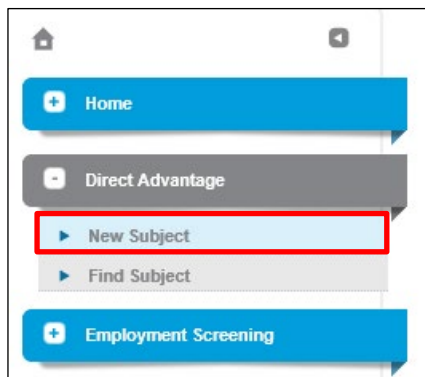 Home
Direct Advantage
New Subject
Find Subject
Employment Screening